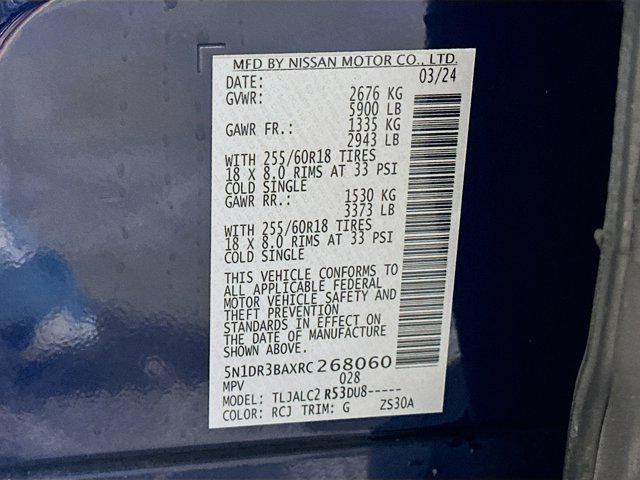 MFD BY NISSAN MOTOR CO., LTD.
DATE: 03/24
GVWR: 2676 KG
5900 LB
GAWR FR.: 1335 KG
2943 LB
WITH 255/60R18 TIRES
18 X 8.0 RIMS AT 33 PSI
COLD SINGLE
GAWR RR.: 1530 KG
3373 LB
WITH 255/60R18 TIRES
18 X 8.0 RIMS AT 33 PSI
COLD SINGLE
THIS VEHICLE CONFORMS TO
ALL APPLICABLE FEDERAL
MOTOR VEHICLE SAFETY AND
THEFT PREVENTION
STANDARDS IN EFFECT ON
THE DATE OF MANUFACTURE
SHOWN ABOVE.
5N1DR3BAXRC268060
MPV 028
MODEL: TLJALC2 R53DU8-----
COLOR: RCJ TRIM: G ZS30A